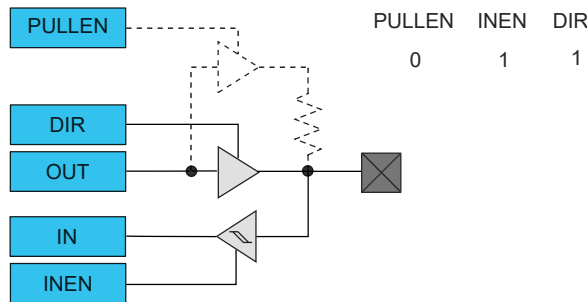 PULLEN
PULLEN INEN DIR
0 1 1
DIR
OUT
IN
INEN